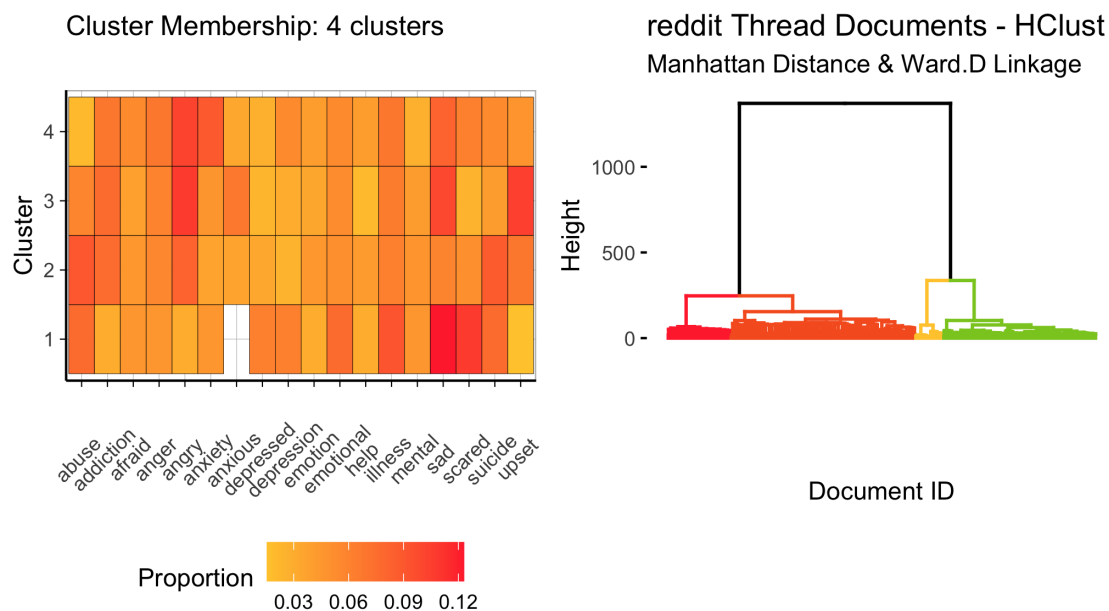 Cluster Membership: 4 clusters
4
3
2
1
Cluster
abuse
addiction
afraid
anger
angry
anxiety
anxious
depressed
depression
emotion
emotional
help
illness
mental
sad
scared
suicide
upset
Proportion
0.03 0.06 0.09 0.12
reddit Thread Documents - HClust
Manhattan Distance & Ward.D Linkage
1000
500
0
Height
Document ID